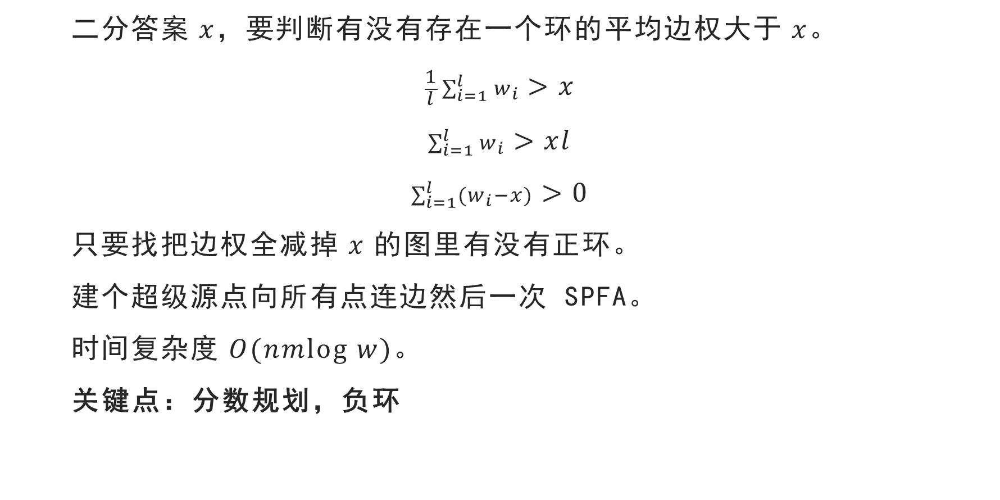 二分答案 x，要判断有没有存在一个环的平均边权大于 x。
\frac{1}{l}\sum_{i=1}^{l} w_i > x
\sum_{i=1}^{l} w_i > xl
\sum_{i=1}^{l}(w_i-x) > 0
只要找把边权全减掉 x 的图里有没有正环。
建个超级源点向所有点连边然后一次 SPFA。
时间复杂度 O(nmlog w)。
关键点：分数规划，负环